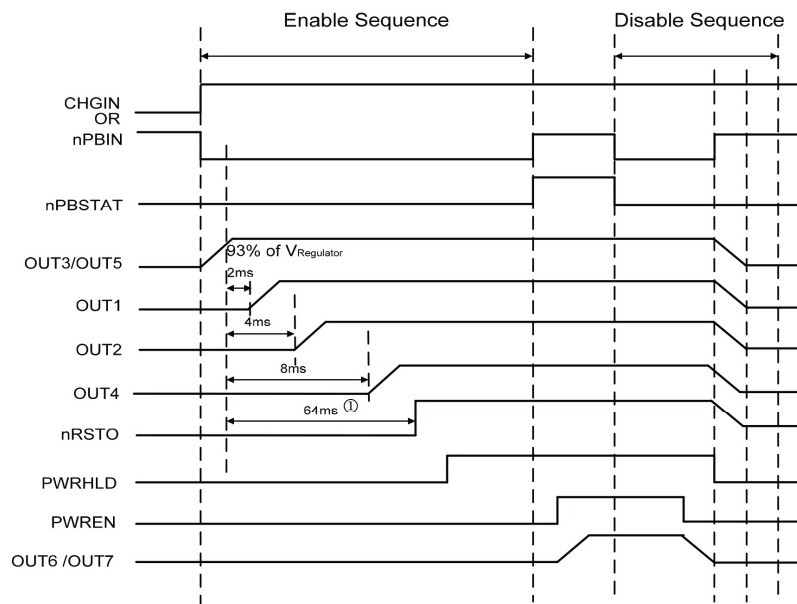 Enable Sequence
Disable Sequence
CHGIN
OR
nPBIN
nPBSTAT
93% of VRegulator
OUT3/OUT5
2ms
OUT1
4ms
OUT2
8ms
OUT4
64ms ①
nRSTO
PWRHLD
PWREN
OUT6 /OUT7